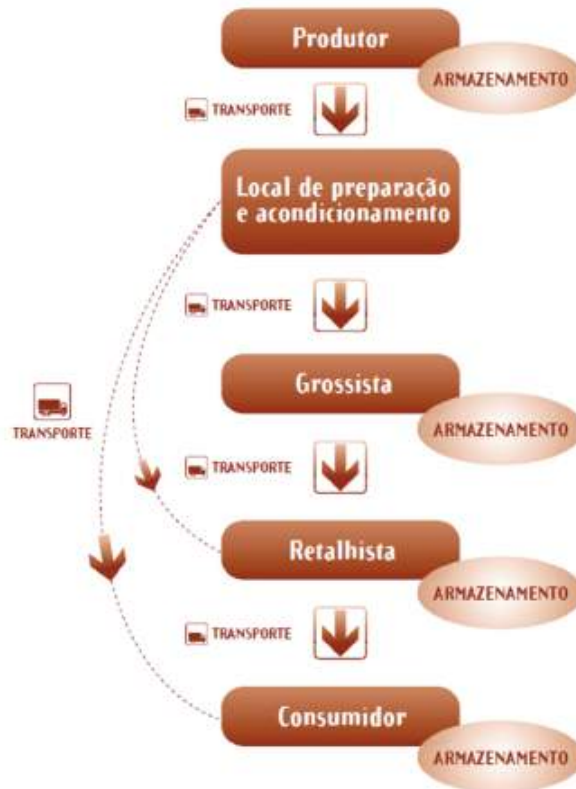 Produtor
ARMAZENAMENTO
TRANSPORTE
Local de preparação
e acondicionamento
TRANSPORTE
Grossista
TRANSPORTE
ARMAZENAMENTO
TRANSPORTE
Retalhista
ARMAZENAMENTO
TRANSPORTE
Consumidor
ARMAZENAMENTO